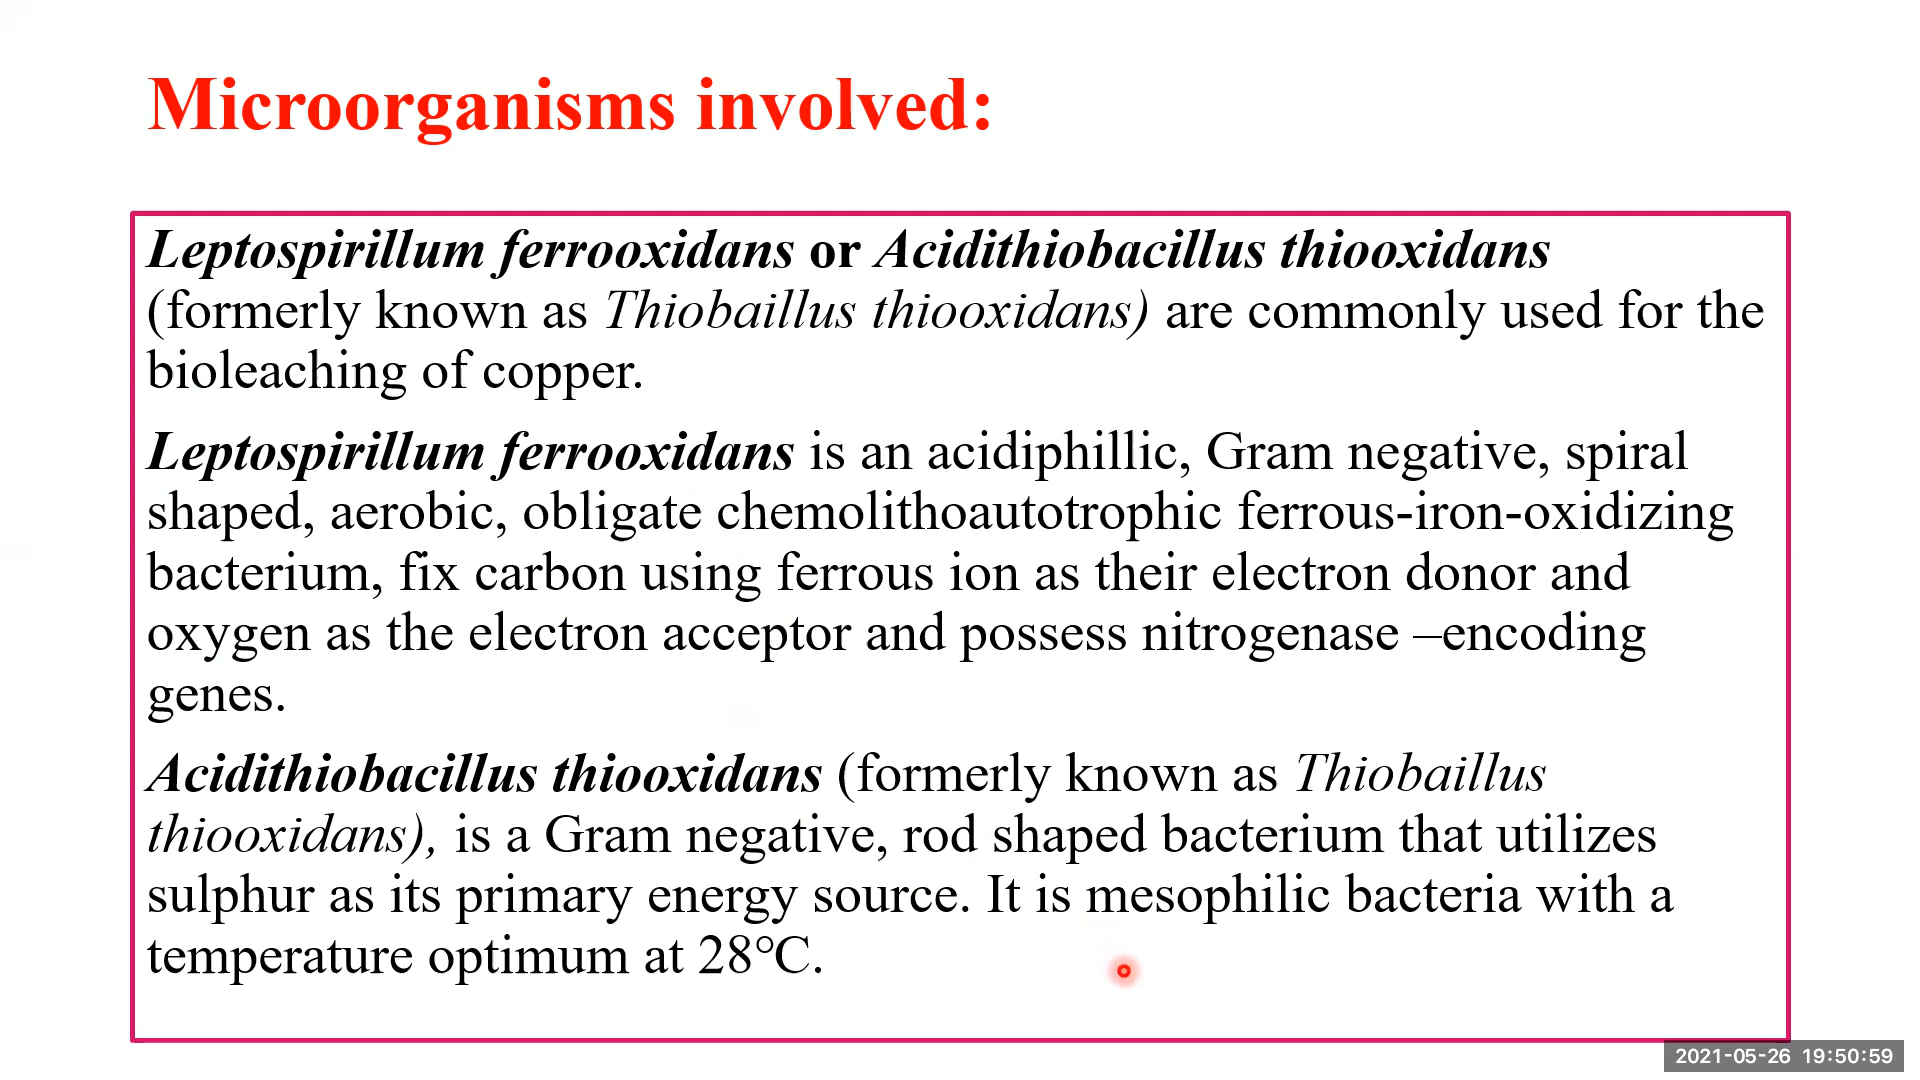 Microorganisms involved:
Leptospirillum ferrooxidans or Acidithiobacillus thiooxidans
(formerly known as Thiobaillus thiooxidans) are commonly used for the
bioleaching of copper.
Leptospirillum ferrooxidans is an acidiphillic, Gram negative, spiral
shaped, aerobic, obligate chemolithoautotrophic ferrous-iron-oxidizing
bacterium, fix carbon using ferrous ion as their electron donor and
oxygen as the electron acceptor and possess nitrogenase –encoding
genes.
Acidithiobacillus thiooxidans (formerly known as Thiobaillus
thiooxidans), is a Gram negative, rod shaped bacterium that utilizes
sulphur as its primary energy source. It is mesophilic bacteria with a
temperature optimum at 28°C.
2021-05-26 19:50:59